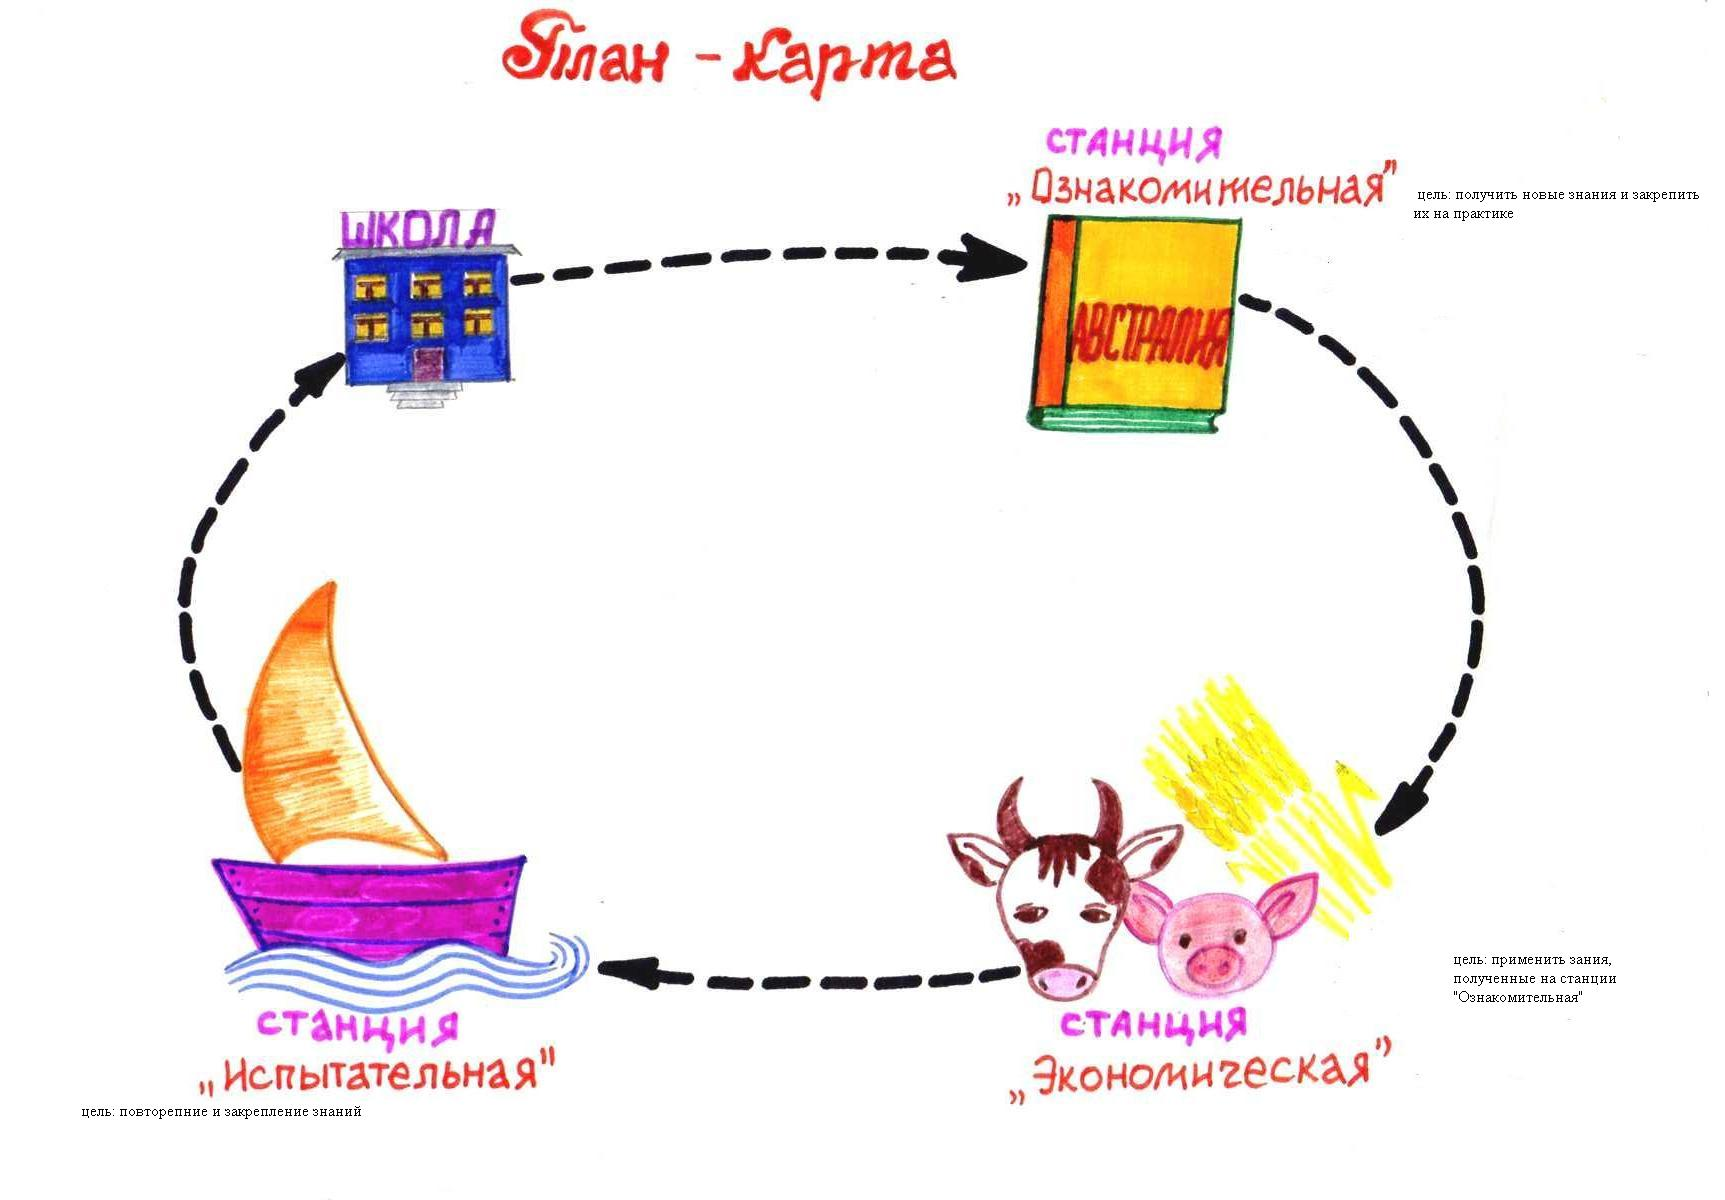 План - карта
станция
„Ознакомительная”
цель: получить новые знания и закрепить
их на практике
ШКОЛА
АВСТРАЛИЯ
цель: применить зания,
полученные на станции
"Ознакомительная"
станция
„Испытательная"
цель: повторепние и закрепление знаний
станция
„Экономическая”